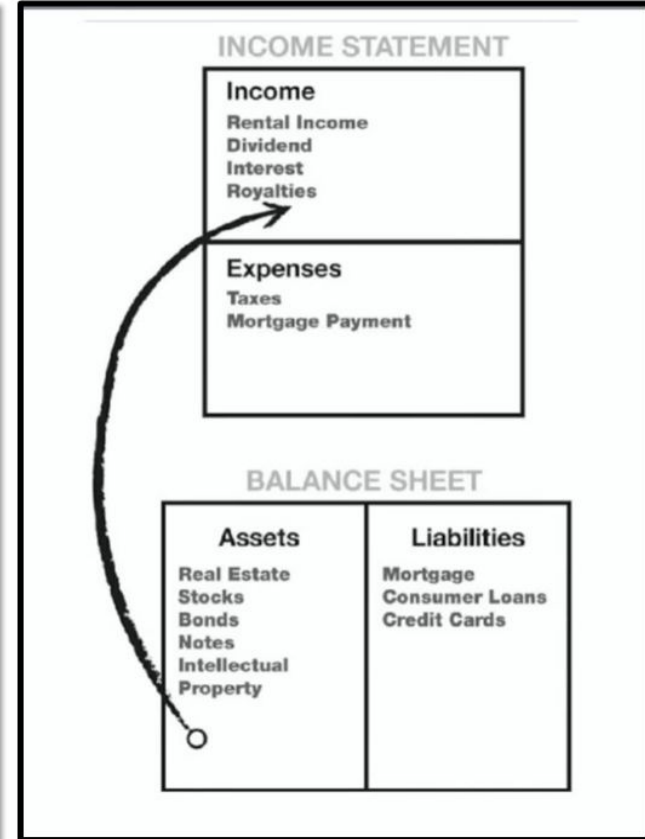 INCOME STATEMENT
Income
Rental Income
Dividend
Interest
Royalties
Expenses
Taxes
Mortgage Payment
BALANCE SHEET
Assets
Real Estate
Stocks
Bonds
Notes
Intellectual
Property
Liabilities
Mortgage
Consumer Loans
Credit Cards